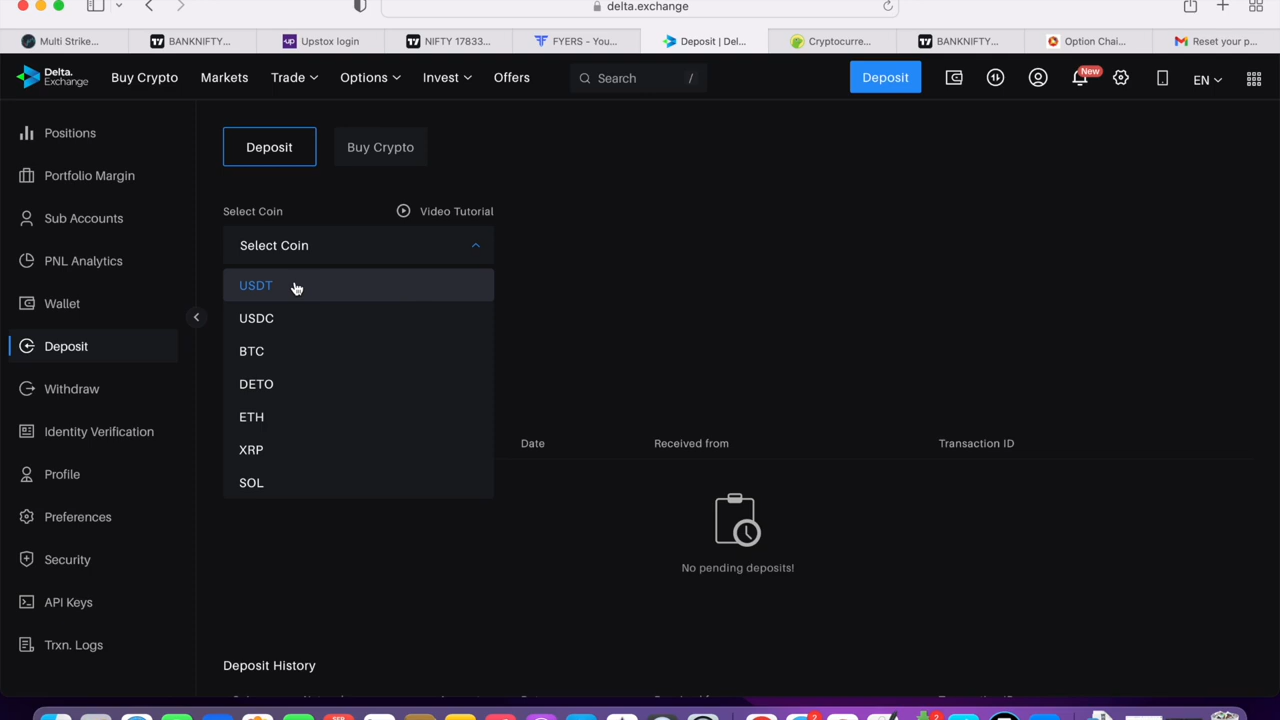 delta.exchange
Multi Strike...
BANKNIFTY...
Upstox login
NIFTY 17833...
FYERS - You...
Deposit | Del...
Cryptocurre...
BANKNIFTY...
Option Chai...
Reset your p...
Delta.
Exchange
Buy Crypto
Markets
Trade
Options
Invest
Offers
Search
/
Deposit
New
EN
Positions
Portfolio Margin
Sub Accounts
PNL Analytics
Wallet
Deposit
Withdraw
Identity Verification
Profile
Preferences
Security
API Keys
Trxn. Logs
Deposit
Buy Crypto
Select Coin
Video Tutorial
Select Coin
USDT
USDC
BTC
DETO
ETH
XRP
SOL
Date
Received from
Transaction ID
No pending deposits!
Deposit History
SEP
2
2